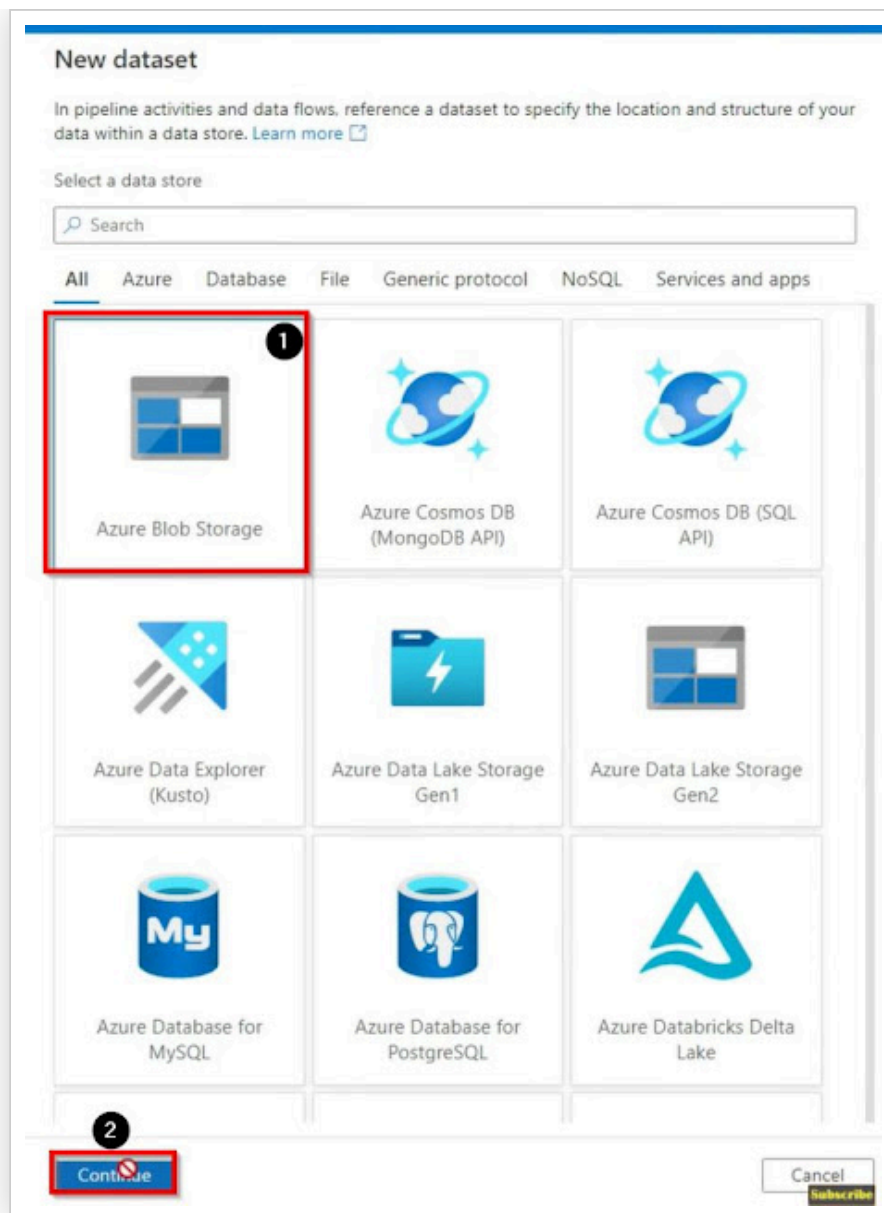 New dataset
In pipeline activities and data flows, reference a dataset to specify the location and structure of your
data within a data store. Learn more
Select a data store
Search
All Azure Database File Generic protocol NoSQL Services and apps
1
Azure Blob Storage
Azure Cosmos DB
(MongoDB API)
Azure Cosmos DB (SQL
API)
Azure Data Explorer
(Kusto)
Azure Data Lake Storage
Gen1
Azure Data Lake Storage
Gen2
My
Azure Database for
MySQL
Azure Database for
PostgreSQL
Azure Databricks Delta
Lake
2
Continue
Cancel
Subscribe